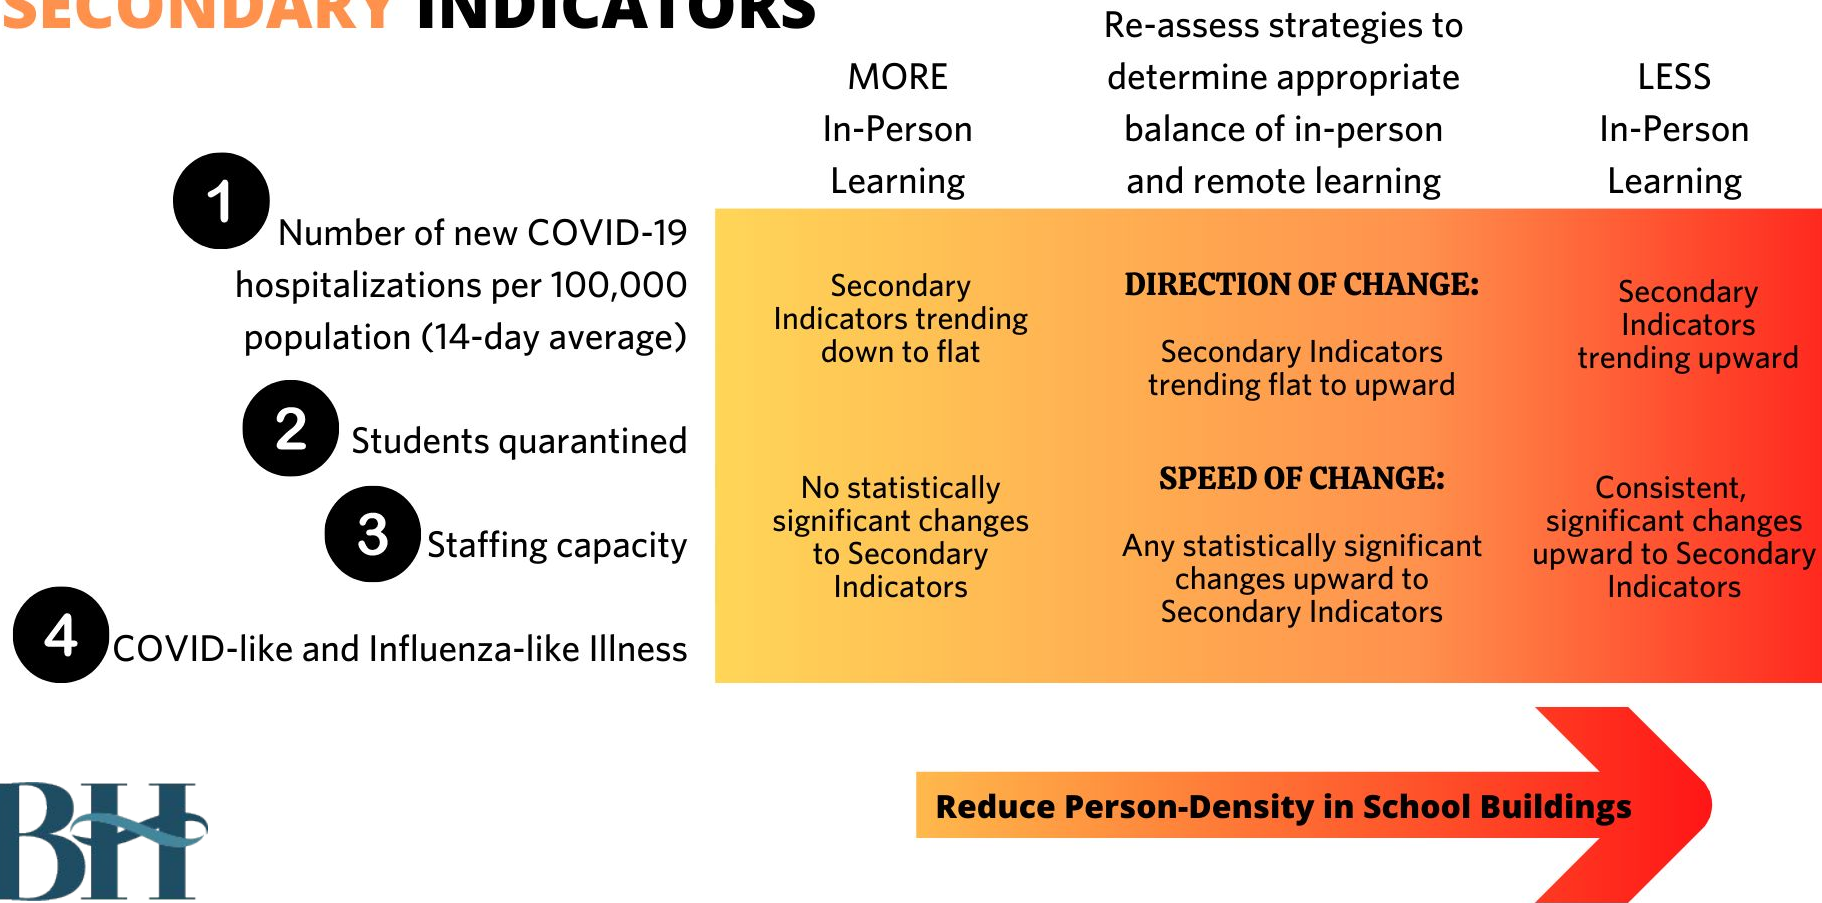 SECONDARY INDICATORS
MORE
In-Person
Learning
Re-assess strategies to
determine appropriate
balance of in-person
and remote learning
LESS
In-Person
Learning
1
Number of new COVID-19
hospitalizations per 100,000
population (14-day average)
2
Students quarantined
3
Staffing capacity
4
COVID-like and Influenza-like Illness
Secondary
Indicators trending
down to flat
DIRECTION OF CHANGE:
Secondary Indicators
trending flat to upward
Secondary
Indicators
trending upward
No statistically
significant changes
to Secondary
Indicators
SPEED OF CHANGE:
Any statistically significant
changes upward to
Secondary Indicators
Consistent,
significant changes
upward to Secondary
Indicators
Reduce Person-Density in School Buildings
BH